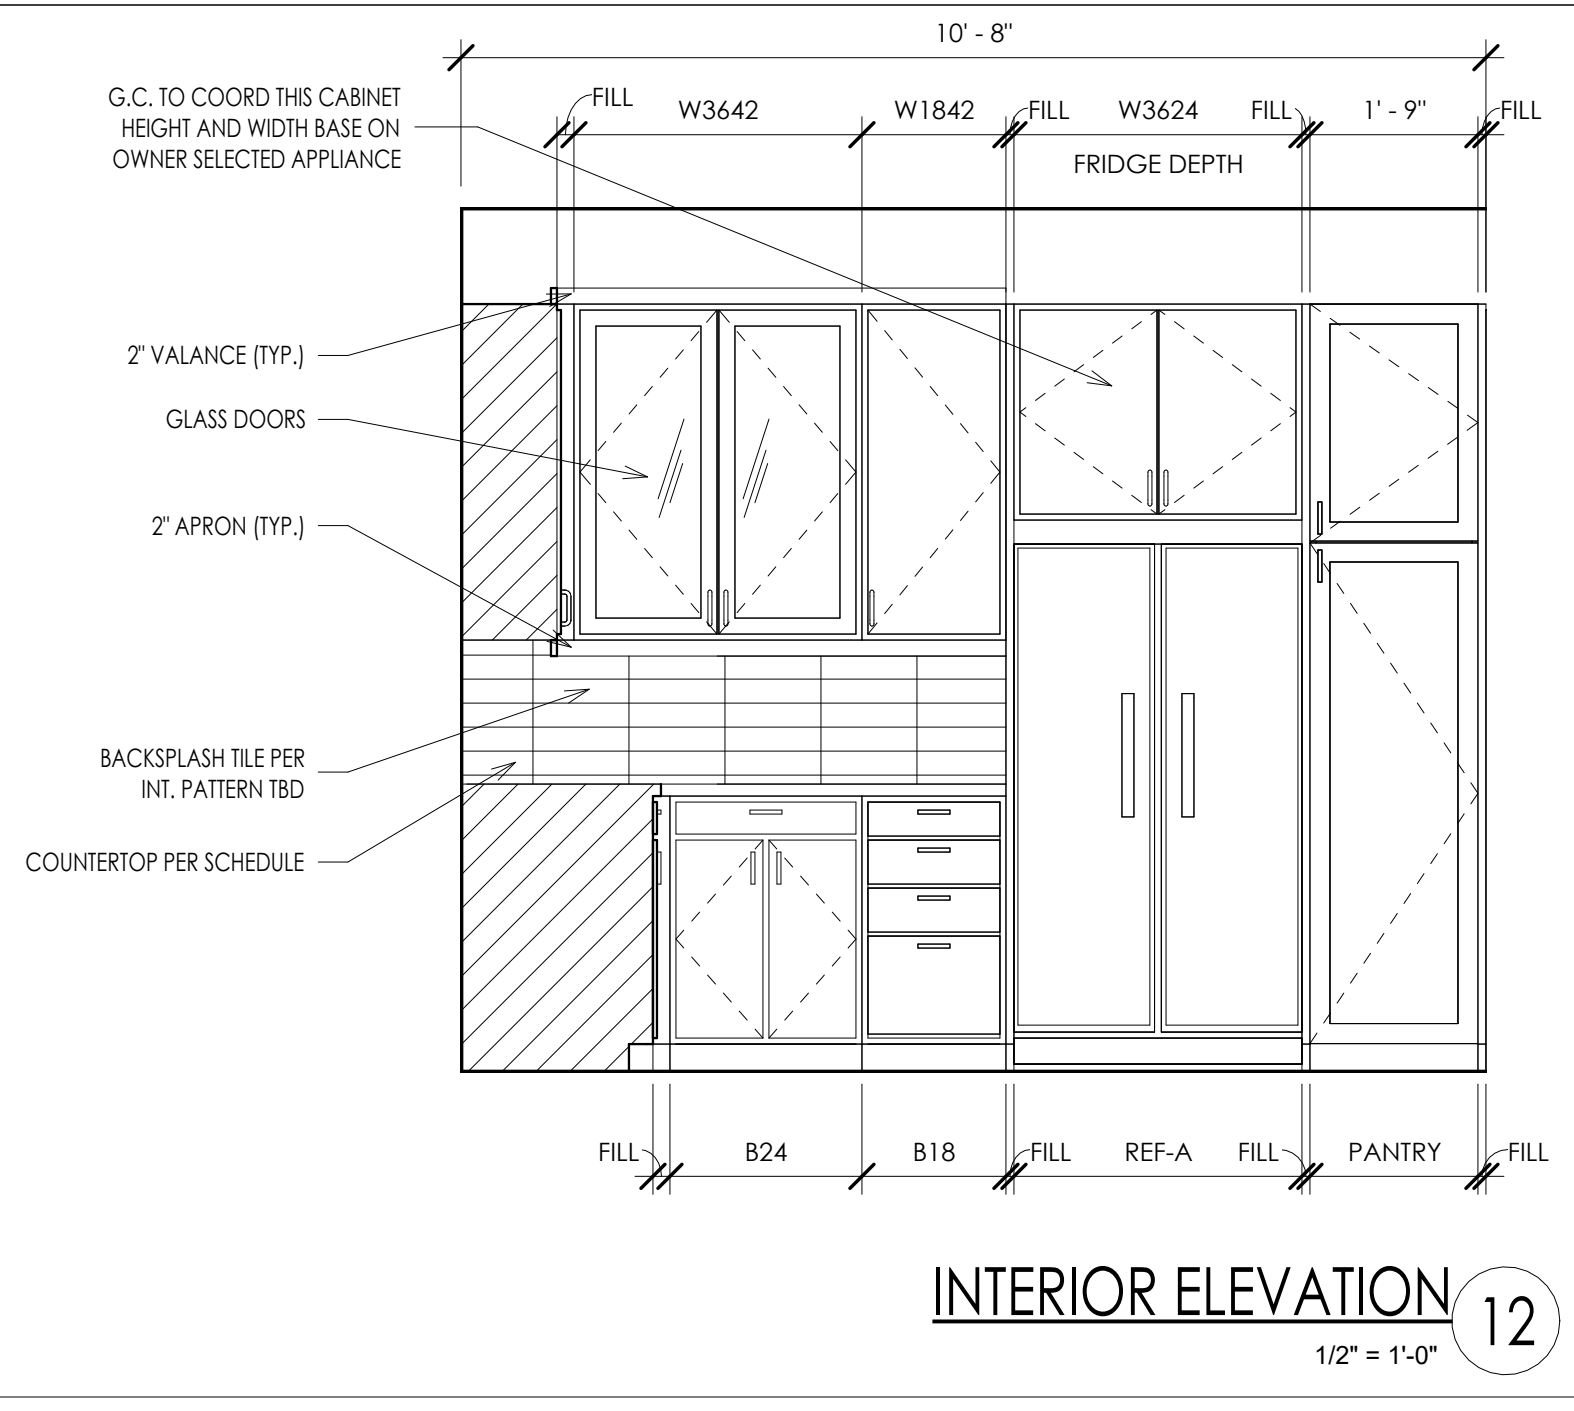 10' - 8"
G.C. TO COORD THIS CABINET
HEIGHT AND WIDTH BASE ON
OWNER SELECTED APPLIANCE
FILL W3642 W1842 FILL W3624 FILL 1' - 9" FILL
FRIDGE DEPTH
2" VALANCE (TYP.)
GLASS DOORS
2" APRON (TYP.)
BACKSPLASH TILE PER
INT. PATTERN TBD
COUNTERTOP PER SCHEDULE
FILL B24 B18 FILL REF-A FILL PANTRY FILL
INTERIOR ELEVATION 12
1/2" = 1'-0"